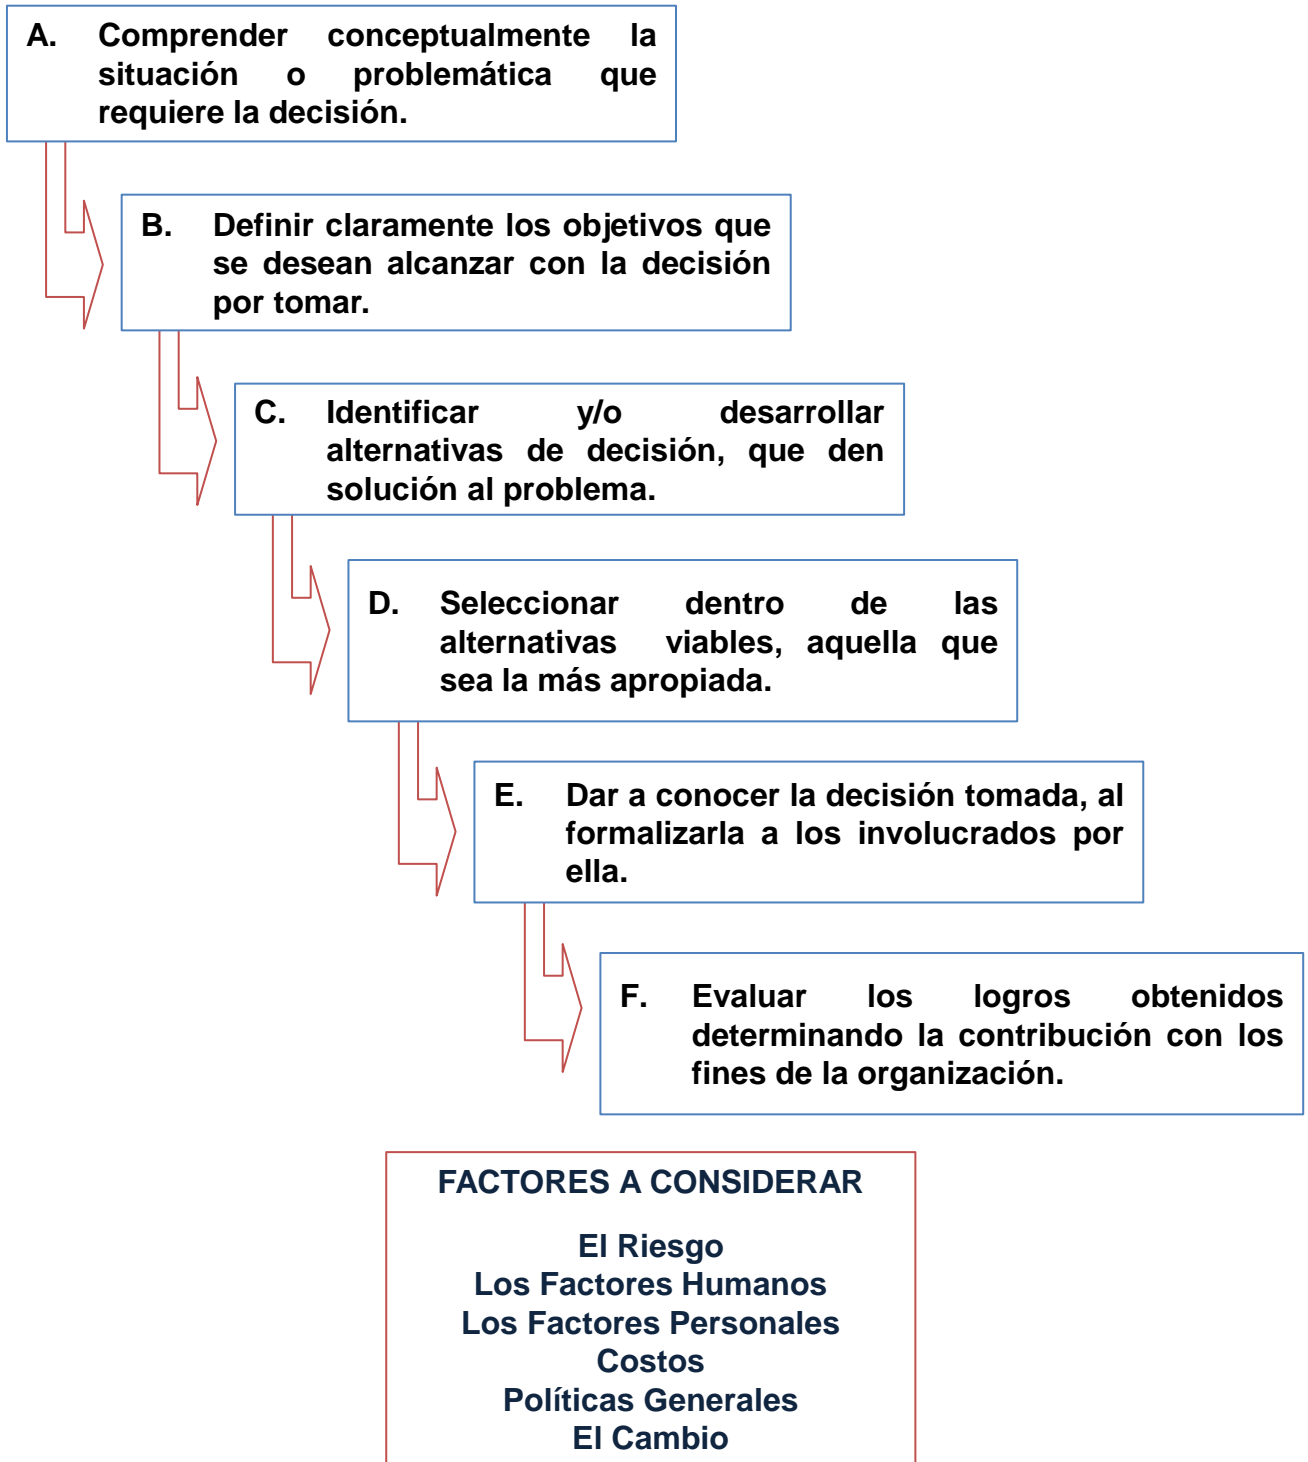 A. Comprender conceptualmente la
situación o problemática que
requiere la decisión.
B. Definir claramente los objetivos que
se desean alcanzar con la decisión
por tomar.
C. Identificar y/o desarrollar
alternativas de decisión, que den
solución al problema.
D. Seleccionar dentro de las
alternativas viables, aquella que
sea la más apropiada.
E. Dar a conocer la decisión tomada, al
formalizarla a los involucrados por
ella.
F. Evaluar los logros obtenidos
determinando la contribución con los
fines de la organización.
FACTORES A CONSIDERAR
El Riesgo
Los Factores Humanos
Los Factores Personales
Costos
Políticas Generales
El Cambio